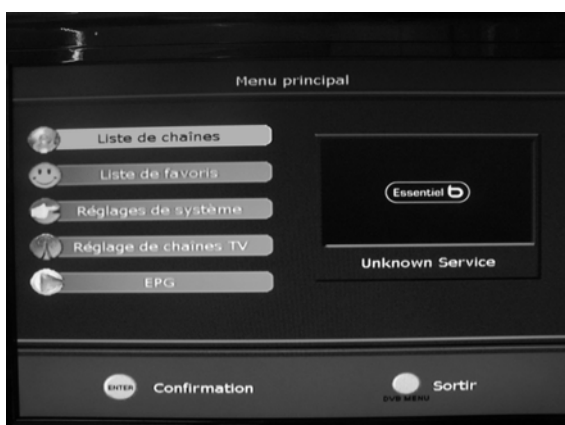 Menu principal
Liste de chaînes
Liste de favoris
Réglages de système
Réglage de chaînes TV
EPG
Essentiel b
Unknown Service
ENTER Confirmation
Sortir
DVB MENU